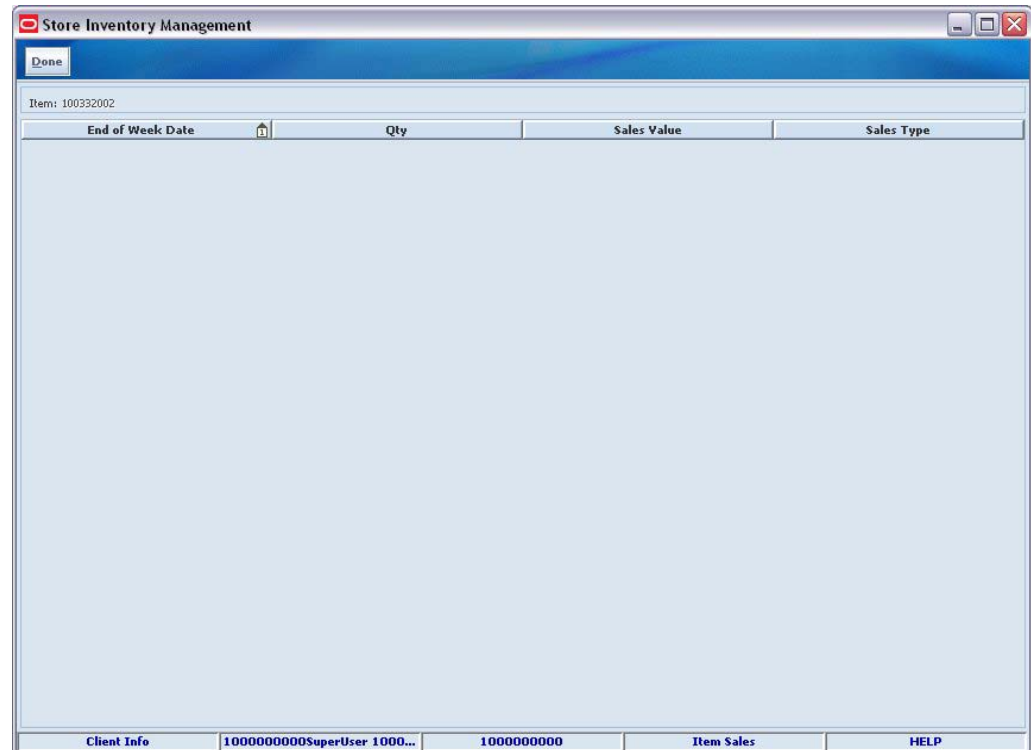 Store Inventory Management
Done
Item: 100332002
End of Week Date 1 Qty Sales Value Sales Type
Client Info 1000000000SuperUser 1000... 1000000000 Item Sales HELP